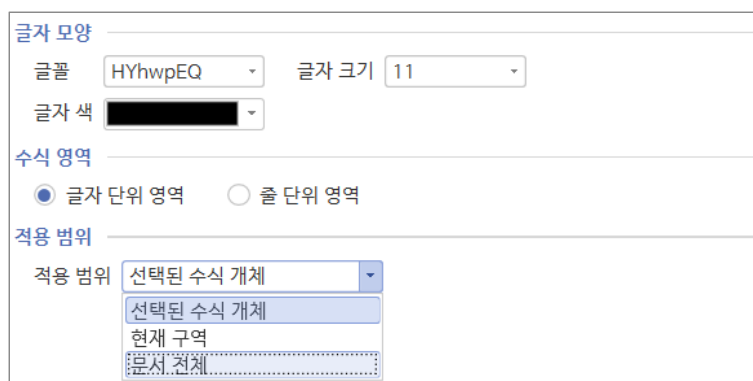 글자 모양
글꼴 HYhwpEQ 글자 크기 11
글자 색
수식 영역
글자 단위 영역 줄 단위 영역
적용 범위
적용 범위 선택된 수식 개체
선택된 수식 개체
현재 구역
문서 전체